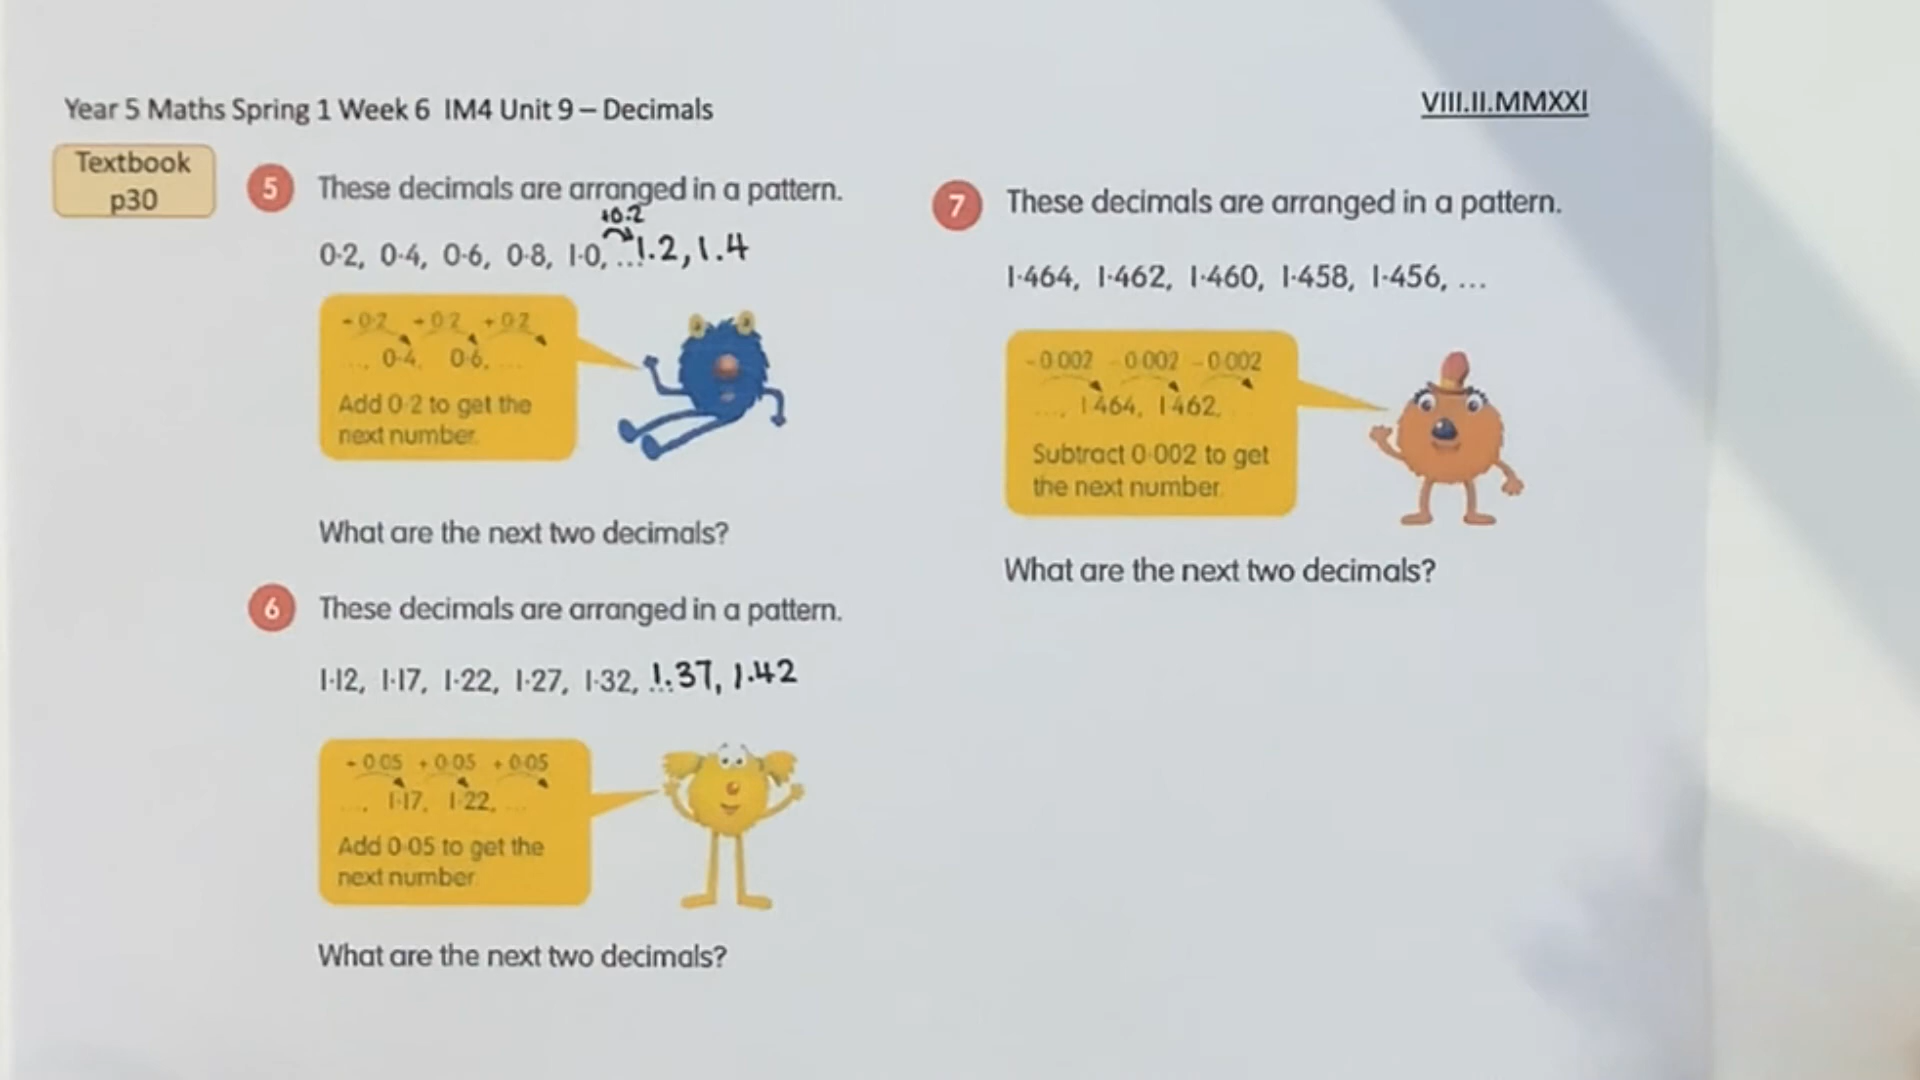 Year 5 Maths Spring 1 Week 6 IM4 Unit 9 – Decimals
VIII.II.MMXXI
Textbook
p30
5 These decimals are arranged in a pattern.
+0.2
0·2, 0·4, 0·6, 0·8, 1·0, ...1.2, 1.4
+0·2 +0·2 +0·2
..., 0·4, 0·6, ...
Add 0·2 to get the
next number.
What are the next two decimals?
6 These decimals are arranged in a pattern.
1·12, 1·17, 1·22, 1·27, 1·32, ...1.37, 1.42
+ 0·05 + 0·05 + 0·05
..., 1·17, 1·22, ...
Add 0·05 to get the
next number.
What are the next two decimals?
7 These decimals are arranged in a pattern.
1·464, 1·462, 1·460, 1·458, 1·456, ...
- 0·002 - 0·002 - 0·002
..., 1·464, 1·462,
Subtract 0·002 to get
the next number.
What are the next two decimals?